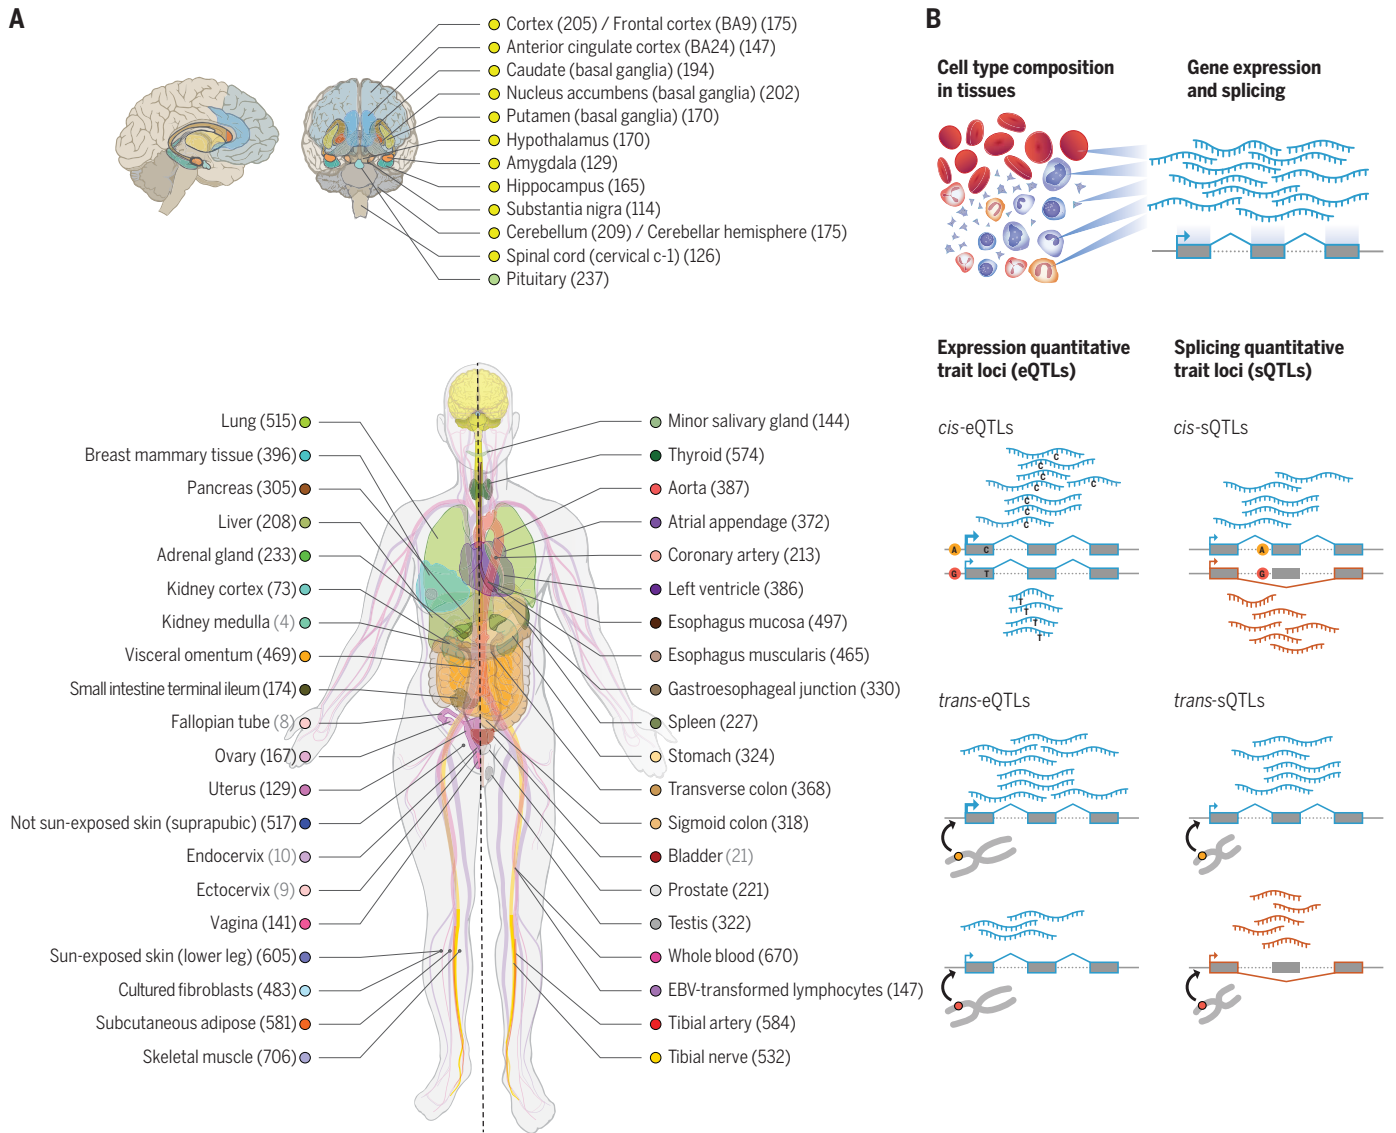 A
Cortex (205) / Frontal cortex (BA9) (175)
Anterior cingulate cortex (BA24) (147)
Caudate (basal ganglia) (194)
Nucleus accumbens (basal ganglia) (202)
Putamen (basal ganglia) (170)
Hypothalamus (170)
Amygdala (129)
Hippocampus (165)
Substantia nigra (114)
Cerebellum (209) / Cerebellar hemisphere (175)
Spinal cord (cervical c-1) (126)
Pituitary (237)
Lung (515)
Breast mammary tissue (396)
Pancreas (305)
Liver (208)
Adrenal gland (233)
Kidney cortex (73)
Kidney medulla (4)
Visceral omentum (469)
Small intestine terminal ileum (174)
Fallopian tube (8)
Ovary (167)
Uterus (129)
Not sun-exposed skin (suprapubic) (517)
Endocervix (10)
Ectocervix (9)
Vagina (141)
Sun-exposed skin (lower leg) (605)
Cultured fibroblasts (483)
Subcutaneous adipose (581)
Skeletal muscle (706)
Minor salivary gland (144)
Thyroid (574)
Aorta (387)
Atrial appendage (372)
Coronary artery (213)
Left ventricle (386)
Esophagus mucosa (497)
Esophagus muscularis (465)
Gastroesophageal junction (330)
Spleen (227)
Stomach (324)
Transverse colon (368)
Sigmoid colon (318)
Bladder (21)
Prostate (221)
Testis (322)
Whole blood (670)
EBV-transformed lymphocytes (147)
Tibial artery (584)
Tibial nerve (532)
B
Cell type composition
in tissues
Gene expression
and splicing
Expression quantitative
trait loci (eQTLs)
Splicing quantitative
trait loci (sQTLs)
cis-eQTLs
C
C
C
C
C
C
C
C
A
C
G
T
T
T
T
T
cis-sQTLs
A
G
trans-eQTLs
trans-sQTLs